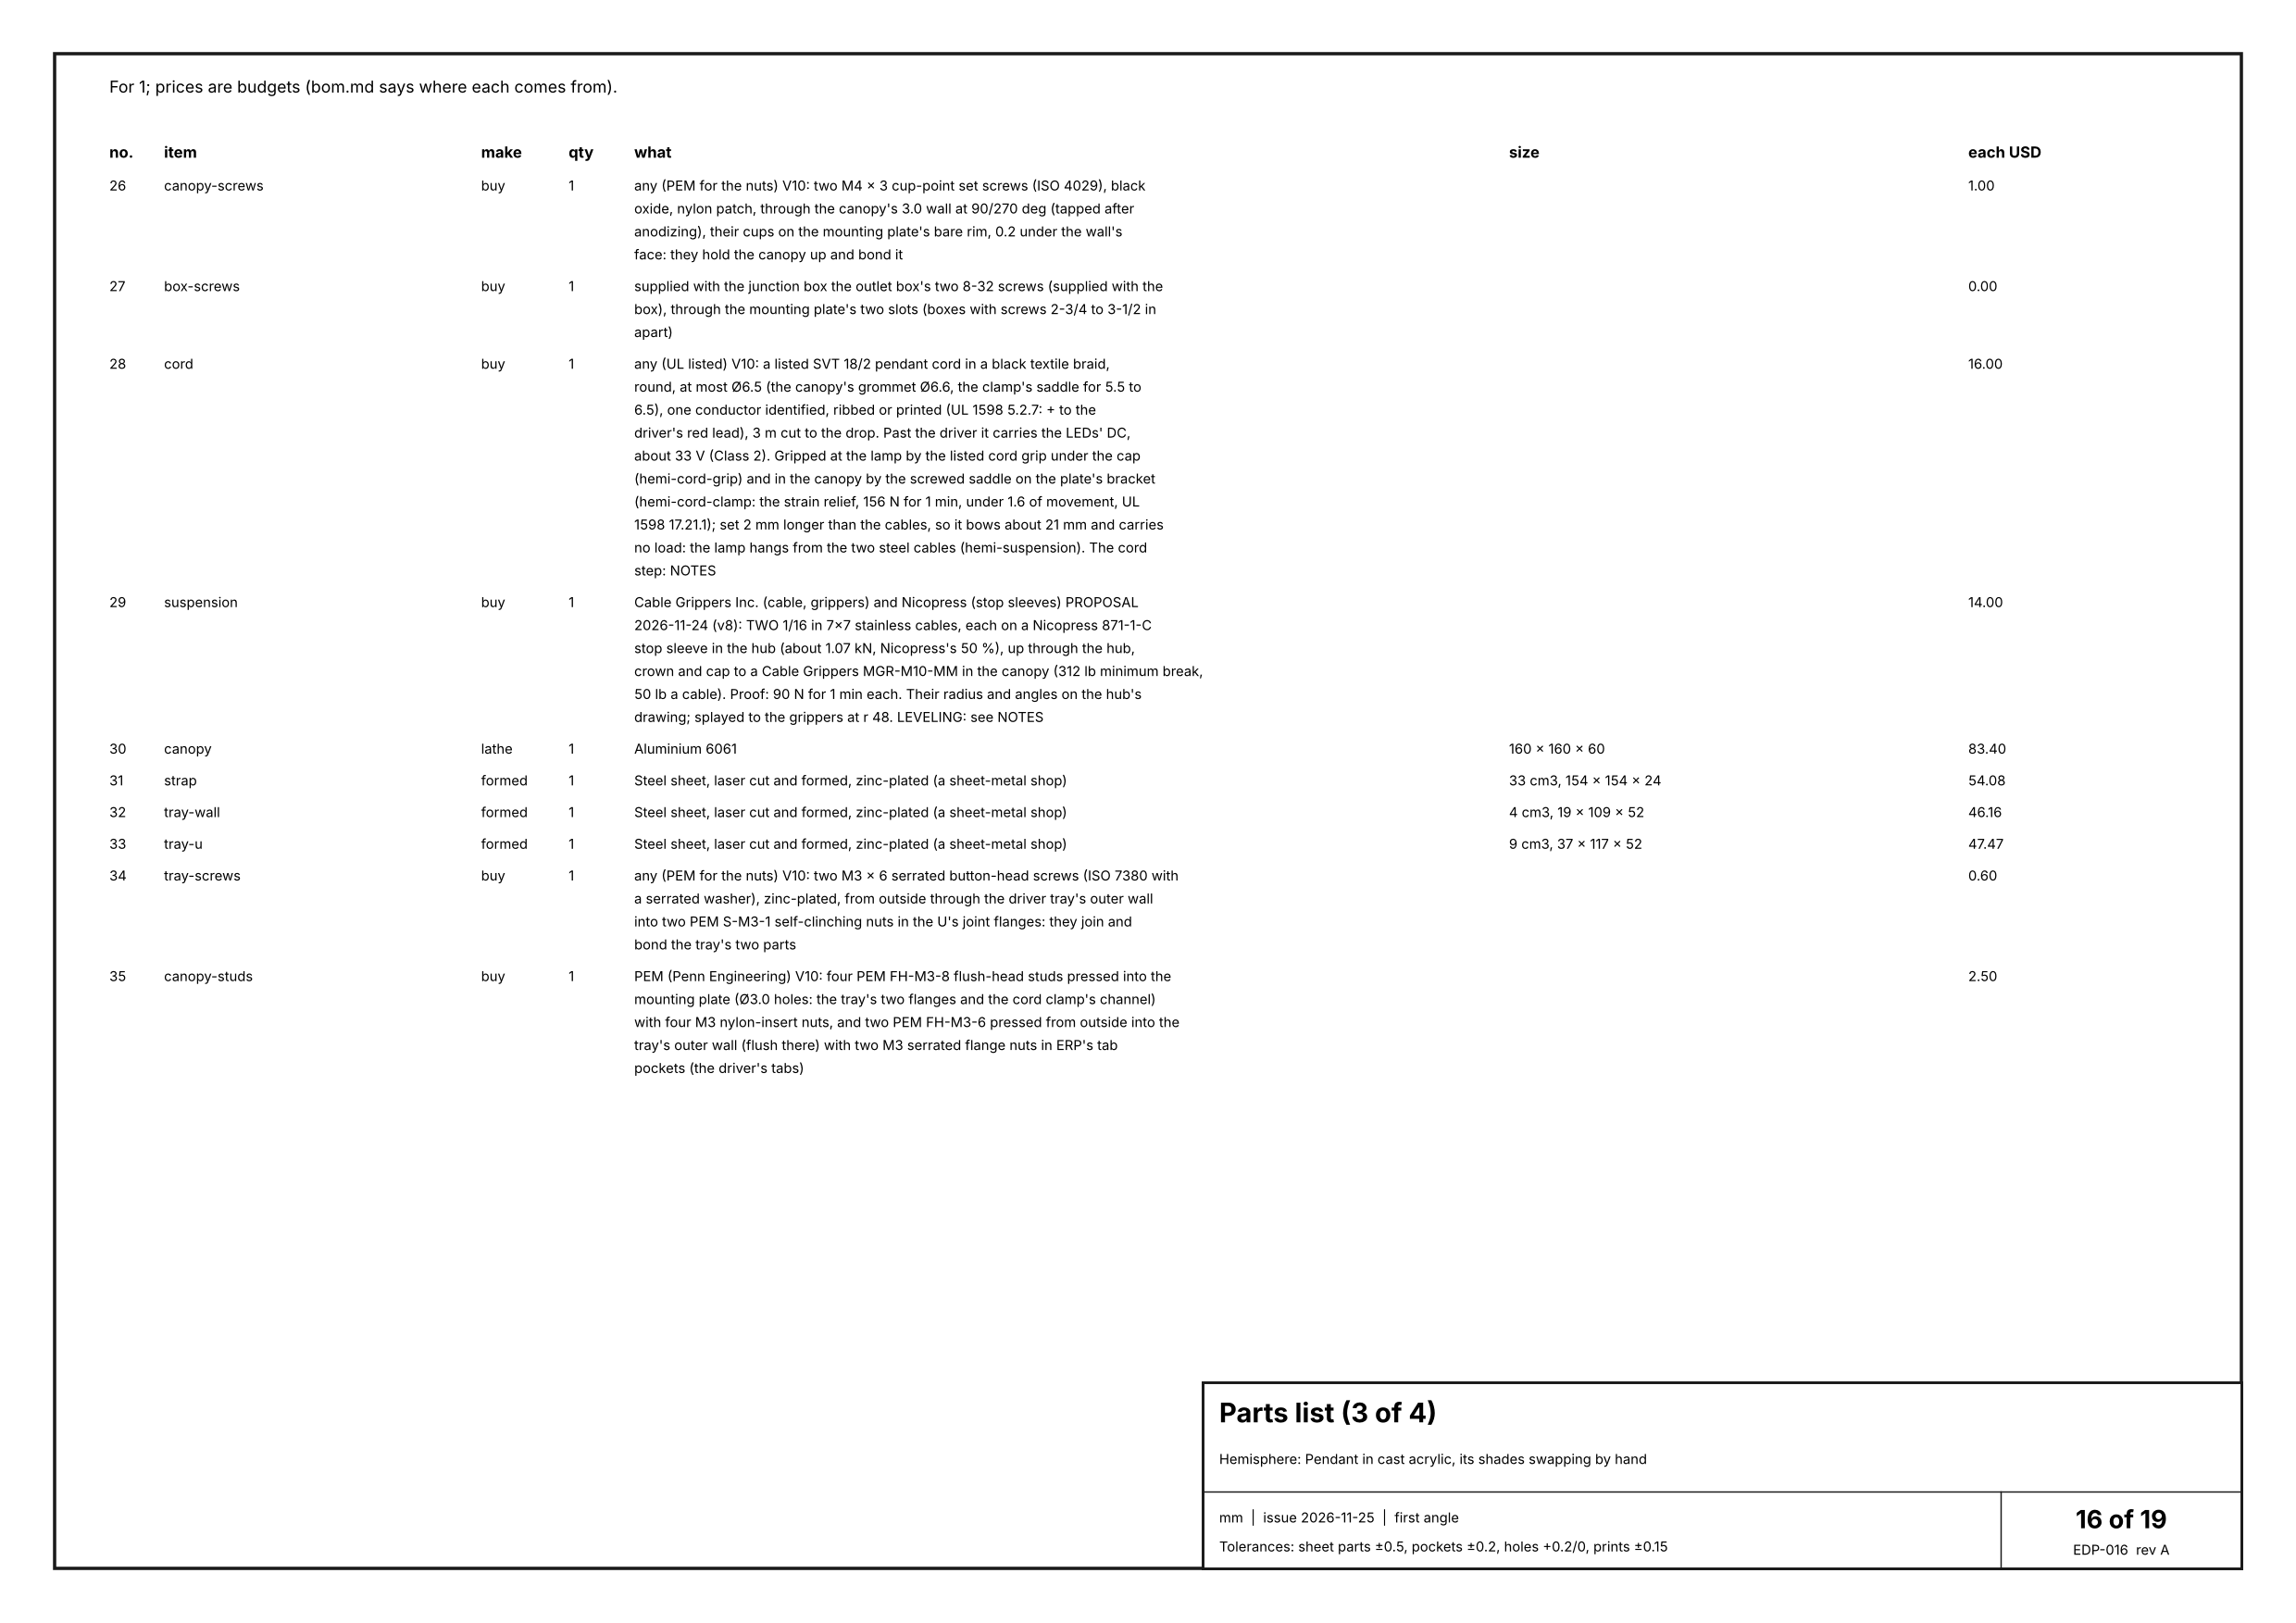 For 1; prices are budgets (bom.md says where each comes from).
no. item make qty what size each USD
26 canopy-screws buy 1 any (PEM for the nuts) V10: two M4 × 3 cup-point set screws (ISO 4029), black 1.00
oxide, nylon patch, through the canopy's 3.0 wall at 90/270 deg (tapped after
anodizing), their cups on the mounting plate's bare rim, 0.2 under the wall's
face: they hold the canopy up and bond it
27 box-screws buy 1 supplied with the junction box the outlet box's two 8-32 screws (supplied with the 0.00
box), through the mounting plate's two slots (boxes with screws 2-3/4 to 3-1/2 in
apart)
28 cord buy 1 any (UL listed) V10: a listed SVT 18/2 pendant cord in a black textile braid, 16.00
round, at most Ø6.5 (the canopy's grommet Ø6.6, the clamp's saddle for 5.5 to
6.5), one conductor identified, ribbed or printed (UL 1598 5.2.7: + to the
driver's red lead), 3 m cut to the drop. Past the driver it carries the LEDs' DC,
about 33 V (Class 2). Gripped at the lamp by the listed cord grip under the cap
(hemi-cord-grip) and in the canopy by the screwed saddle on the plate's bracket
(hemi-cord-clamp: the strain relief, 156 N for 1 min, under 1.6 of movement, UL
1598 17.21.1); set 2 mm longer than the cables, so it bows about 21 mm and carries
no load: the lamp hangs from the two steel cables (hemi-suspension). The cord
step: NOTES
29 suspension buy 1 Cable Grippers Inc. (cable, grippers) and Nicopress (stop sleeves) PROPOSAL 14.00
2026-11-24 (v8): TWO 1/16 in 7×7 stainless cables, each on a Nicopress 871-1-C
stop sleeve in the hub (about 1.07 kN, Nicopress's 50 %), up through the hub,
crown and cap to a Cable Grippers MGR-M10-MM in the canopy (312 lb minimum break,
50 lb a cable). Proof: 90 N for 1 min each. Their radius and angles on the hub's
drawing; splayed to the grippers at r 48. LEVELING: see NOTES
30 canopy lathe 1 Aluminium 6061 160 × 160 × 60 83.40
31 strap formed 1 Steel sheet, laser cut and formed, zinc-plated (a sheet-metal shop) 33 cm3, 154 × 154 × 24 54.08
32 tray-wall formed 1 Steel sheet, laser cut and formed, zinc-plated (a sheet-metal shop) 4 cm3, 19 × 109 × 52 46.16
33 tray-u formed 1 Steel sheet, laser cut and formed, zinc-plated (a sheet-metal shop) 9 cm3, 37 × 117 × 52 47.47
34 tray-screws buy 1 any (PEM for the nuts) V10: two M3 × 6 serrated button-head screws (ISO 7380 with 0.60
a serrated washer), zinc-plated, from outside through the driver tray's outer wall
into two PEM S-M3-1 self-clinching nuts in the U's joint flanges: they join and
bond the tray's two parts
35 canopy-studs buy 1 PEM (Penn Engineering) V10: four PEM FH-M3-8 flush-head studs pressed into the 2.50
mounting plate (Ø3.0 holes: the tray's two flanges and the cord clamp's channel)
with four M3 nylon-insert nuts, and two PEM FH-M3-6 pressed from outside into the
tray's outer wall (flush there) with two M3 serrated flange nuts in ERP's tab
pockets (the driver's tabs)
Parts list (3 of 4)
Hemisphere: Pendant in cast acrylic, its shades swapping by hand
mm | issue 2026-11-25 | first angle
Tolerances: sheet parts ±0.5, pockets ±0.2, holes +0.2/0, prints ±0.15
16 of 19
EDP-016 rev A